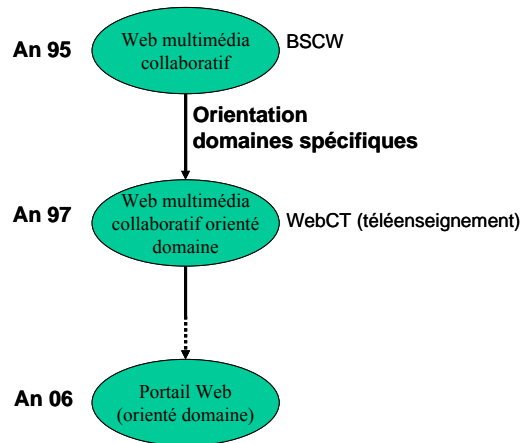 An 95
Web multimédia
collaboratif
BSCW
Orientation
domaines spécifiques
An 97
Web multimédia
collaboratif orienté
domaine
WebCT (téléenseignement)
An 06
Portail Web
(orienté domaine)